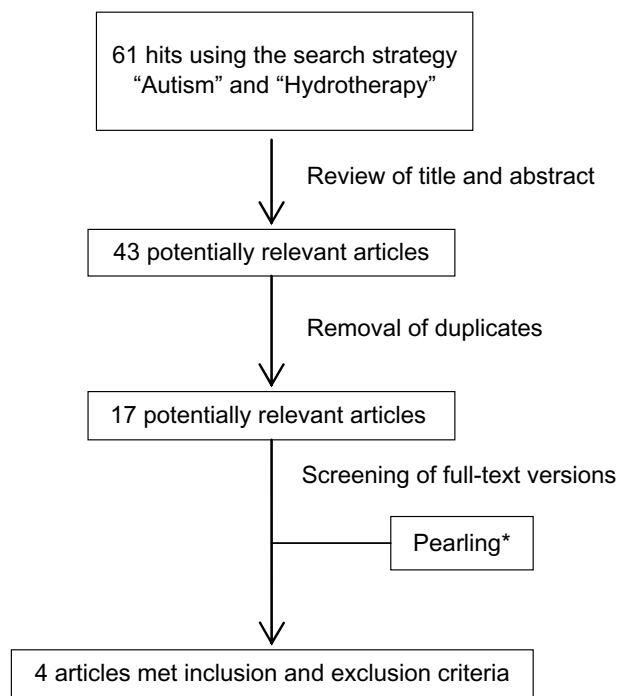 61 hits using the search strategy
“Autism” and “Hydrotherapy”
Review of title and abstract
43 potentially relevant articles
Removal of duplicates
17 potentially relevant articles
Screening of full-text versions
Pearling*
4 articles met inclusion and exclusion criteria